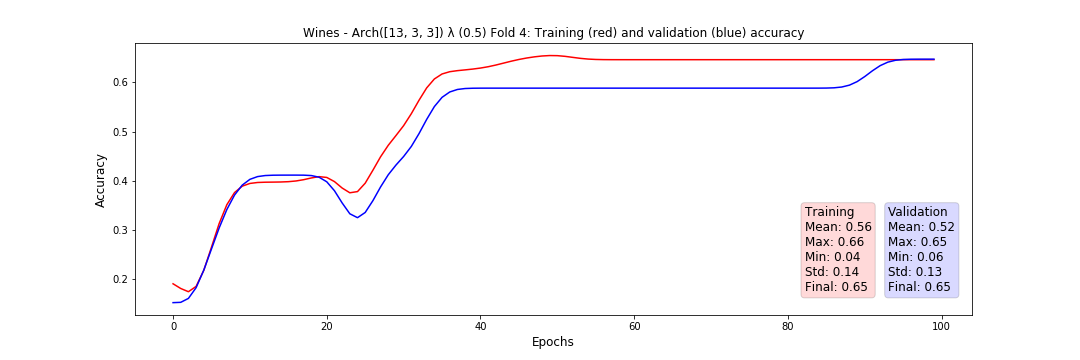 Wines - Arch([13, 3, 3]) λ (0.5) Fold 4: Training (red) and validation (blue) accuracy
Accuracy
0.6
0.5
0.4
0.3
0.2
Training
Mean: 0.56
Max: 0.66
Min: 0.04
Std: 0.14
Final: 0.65
Validation
Mean: 0.52
Max: 0.65
Min: 0.06
Std: 0.13
Final: 0.65
0 20 40 60 80 100
Epochs